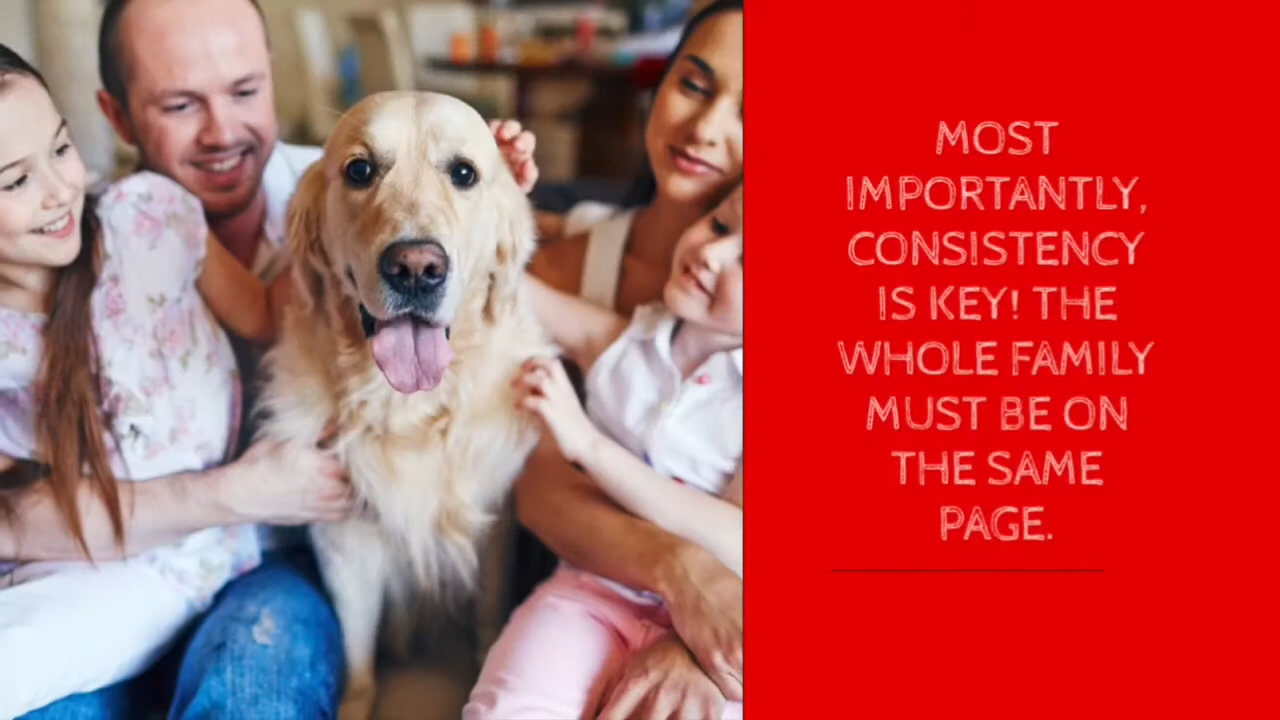 MOST
IMPORTANTLY,
CONSISTENCY
IS KEY! THE
WHOLE FAMILY
MUST BE ON
THE SAME
PAGE.